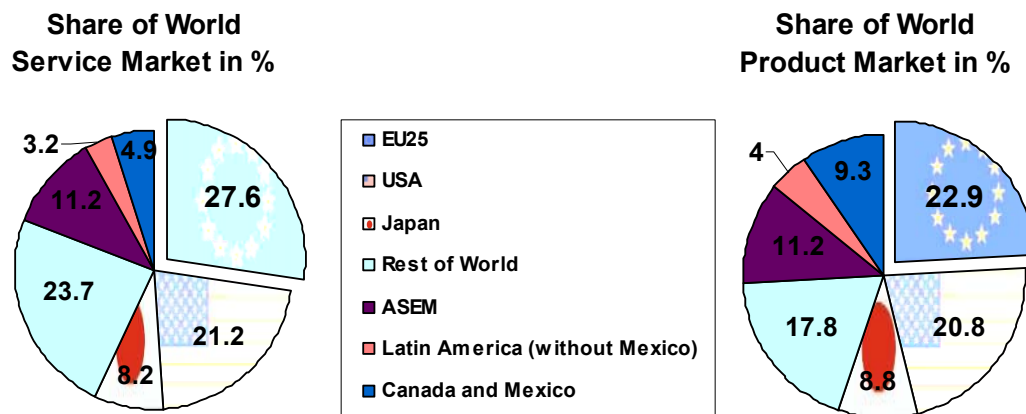 Share of World
Service Market in %
3.2
4.9
27.6
11.2
23.7
21.2
8.2
EU25
USA
Japan
Rest of World
ASEM
Latin America (without Mexico)
Canada and Mexico
Share of World
Product Market in %
4
9.3
22.9
11.2
17.8
20.8
8.8